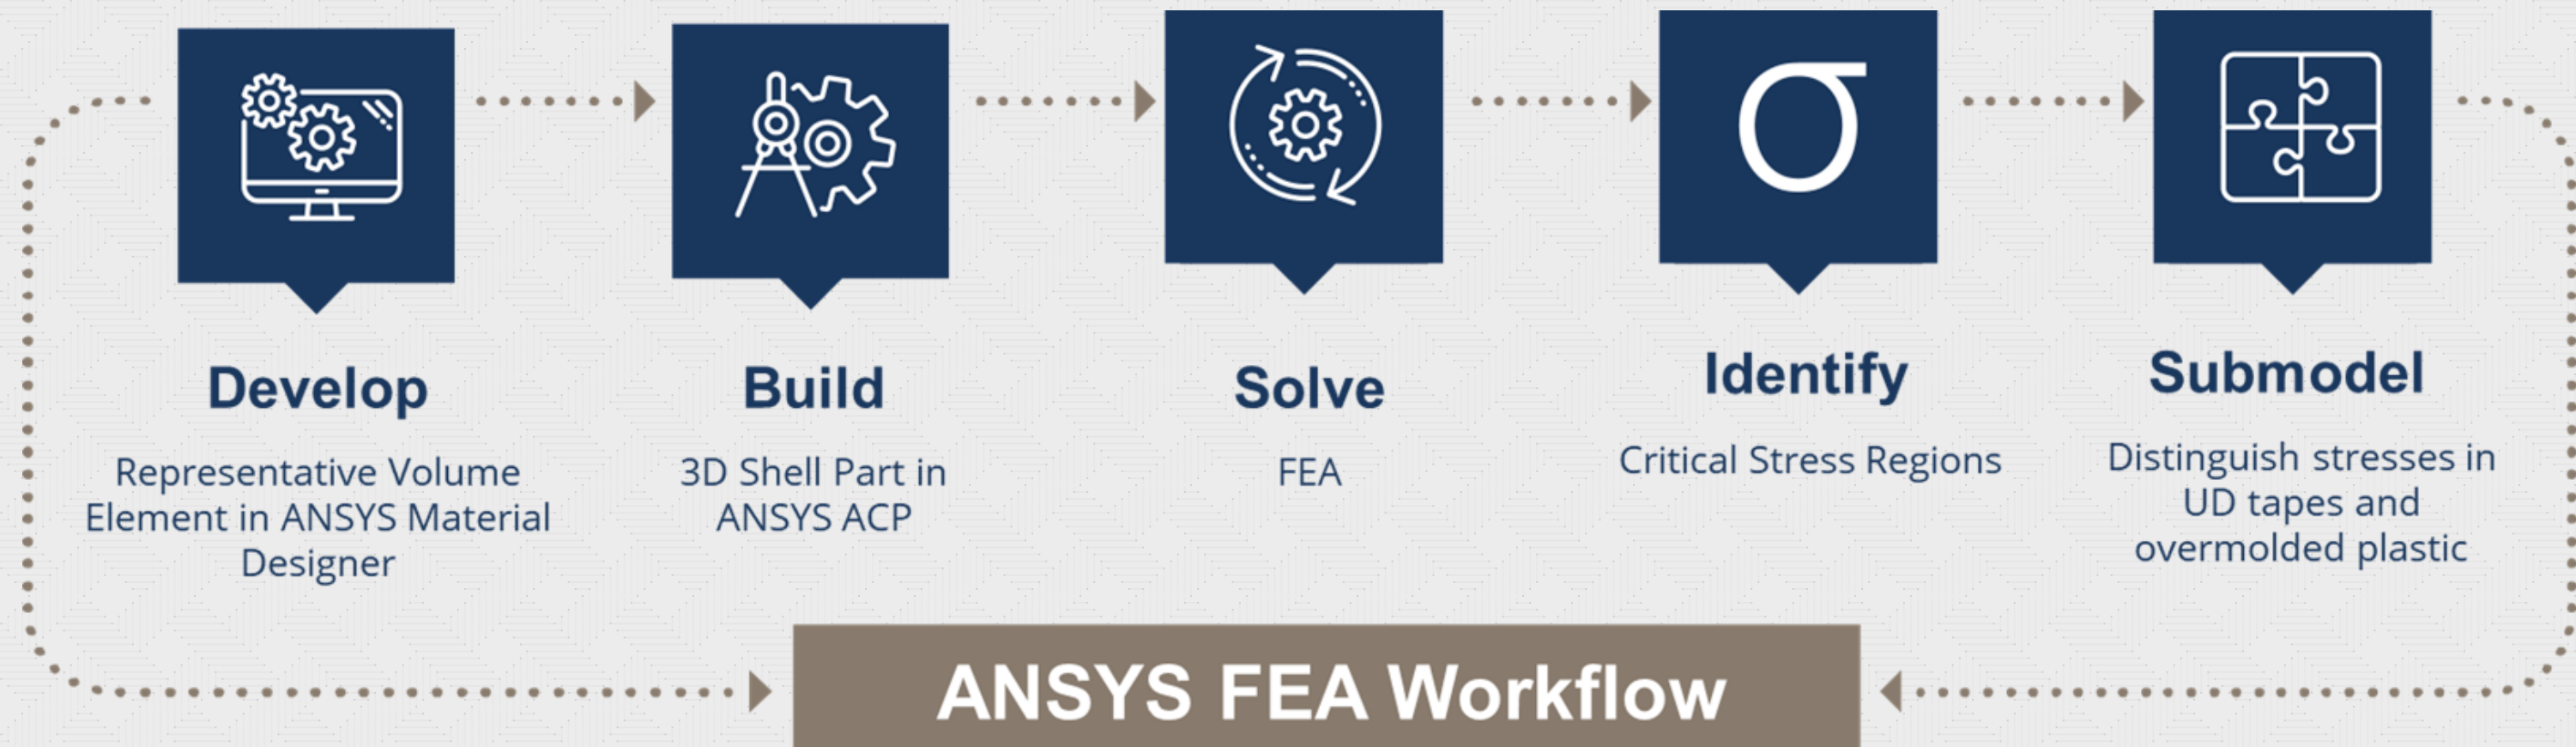 σ
Develop
Representative Volume
Element in ANSYS Material
Designer
Build
3D Shell Part in
ANSYS ACP
Solve
FEA
Identify
Critical Stress Regions
Submodel
Distinguish stresses in
UD tapes and
overmolded plastic
ANSYS FEA Workflow